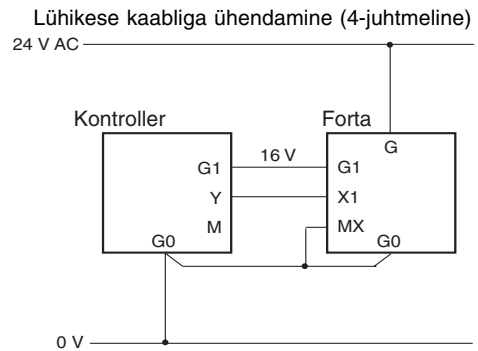 Lühikese kaabliga ühendamine (4-juhtmeline)
24 V AC
Kontroller
Forta
G
G1
16 V
G1
Y
X1
M
MX
G0
G0
0 V